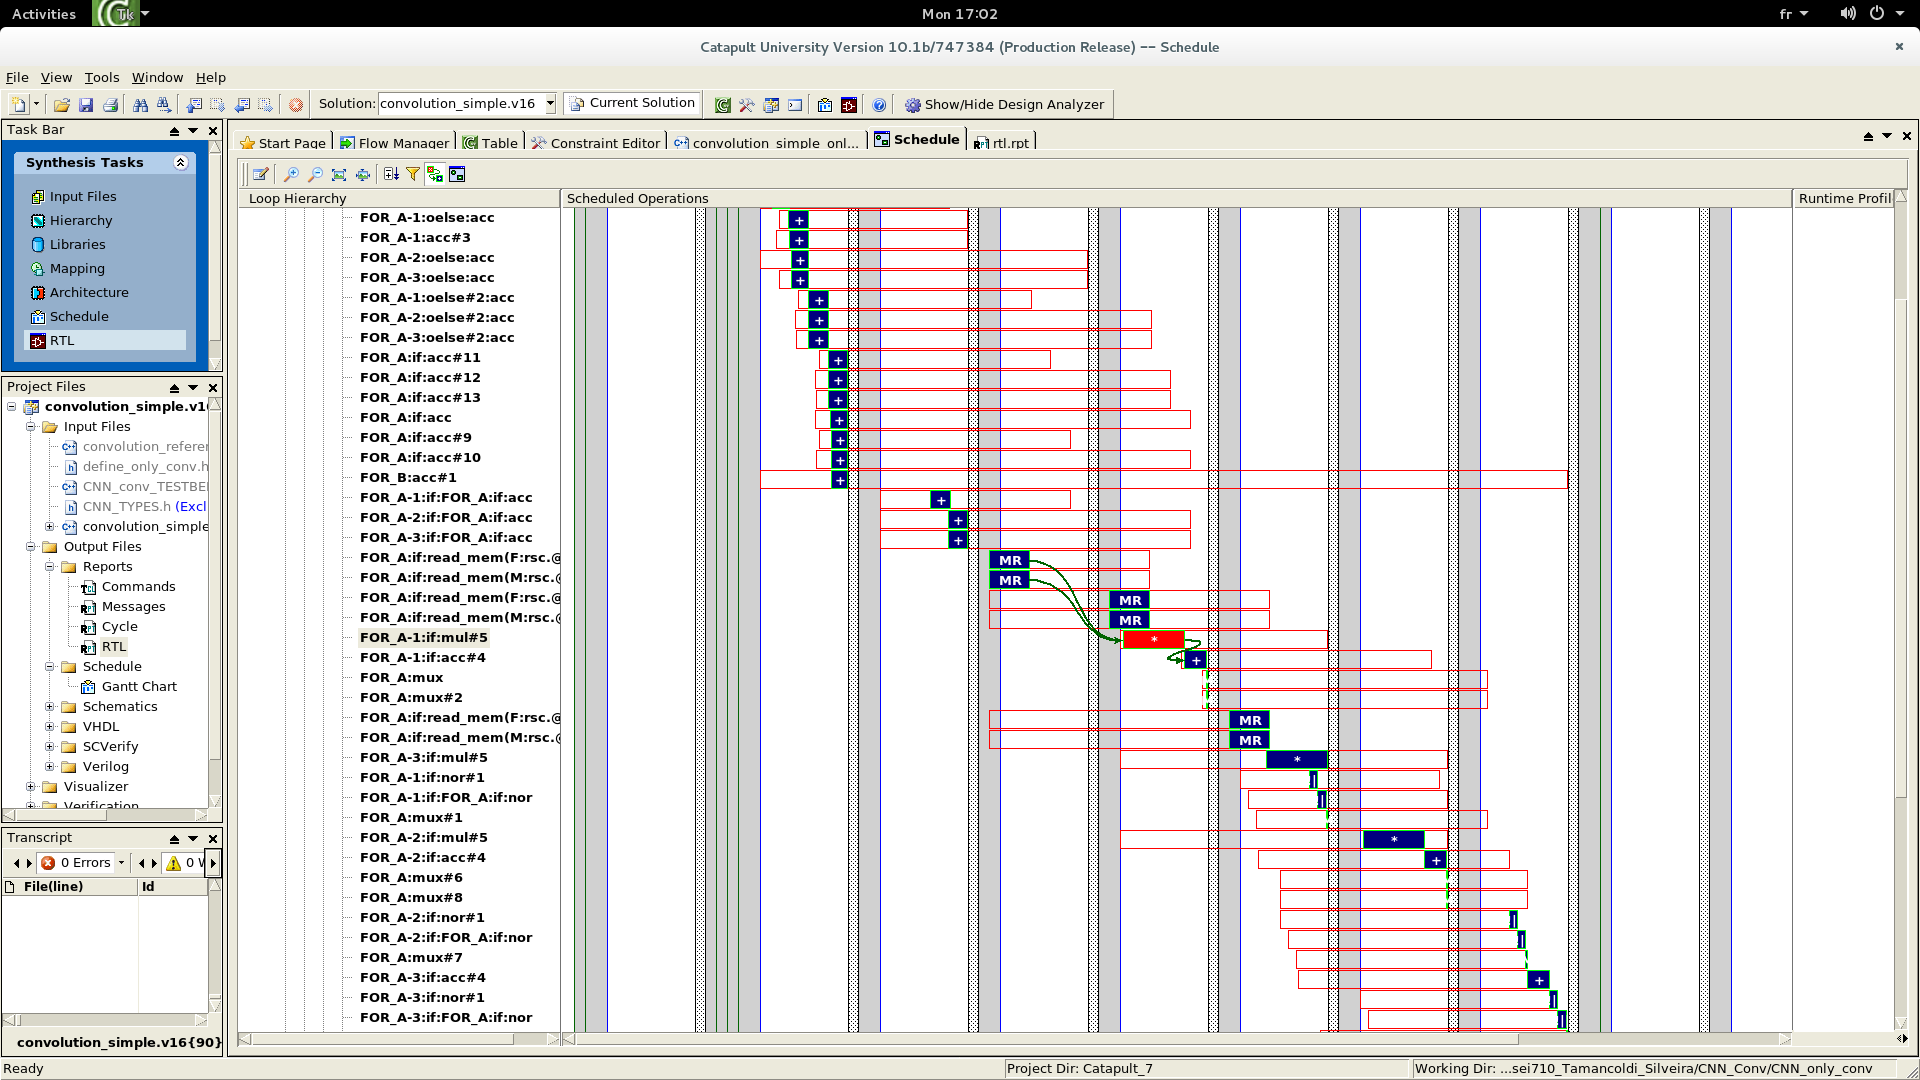 Activities Tk Mon 17:02 fr
Catapult University Version 10.1b/747384 (Production Release) -- Schedule
File View Tools Window Help
Solution: convolution_simple.v16 Current Solution Show/Hide Design Analyzer
Task Bar
Synthesis Tasks
Input Files
Hierarchy
Libraries
Mapping
Architecture
Schedule
RTL
Project Files
convolution_simple.v1
Input Files
convolution_referer
define_only_conv.h
CNN_conv_TESTBE
CNN_TYPES.h (Excl
convolution_simple
Output Files
Reports
Commands
Messages
Cycle
RTL
Schedule
Gantt Chart
Schematics
VHDL
SCVerify
Verilog
Visualizer
Verification
Transcript
0 Errors 0 W
File(line) Id
convolution_simple.v16{90}
Start Page Flow Manager Table Constraint Editor convolution_simple_onl... Schedule rtl.rpt
Loop Hierarchy Scheduled Operations Runtime Profil
FOR_A-1:oelse:acc +
FOR_A-1:acc#3 +
FOR_A-2:oelse:acc +
FOR_A-3:oelse:acc +
FOR_A-1:oelse#2:acc +
FOR_A-2:oelse#2:acc +
FOR_A-3:oelse#2:acc +
FOR_A:if:acc#11 +
FOR_A:if:acc#12 +
FOR_A:if:acc#13 +
FOR_A:if:acc +
FOR_A:if:acc#9 +
FOR_A:if:acc#10 +
FOR_B:acc#1 +
FOR_A-1:if:FOR_A:if:acc +
FOR_A-2:if:FOR_A:if:acc +
FOR_A-3:if:FOR_A:if:acc +
FOR_A:if:read_mem(F:rsc.@ MR
FOR_A:if:read_mem(M:rsc.@ MR
FOR_A:if:read_mem(F:rsc.@ MR
FOR_A:if:read_mem(M:rsc.@ MR
FOR_A-1:if:mul#5 *
FOR_A-1:if:acc#4 +
FOR_A:mux
FOR_A:mux#2
FOR_A:if:read_mem(F:rsc.@ MR
FOR_A:if:read_mem(M:rsc.@ MR
FOR_A-3:if:mul#5 *
FOR_A-1:if:nor#1
FOR_A-1:if:FOR_A:if:nor
FOR_A:mux#1
FOR_A-2:if:mul#5 *
FOR_A-2:if:acc#4 +
FOR_A:mux#6
FOR_A:mux#8
FOR_A-2:if:nor#1
FOR_A-2:if:FOR_A:if:nor
FOR_A:mux#7
FOR_A-3:if:acc#4 +
FOR_A-3:if:nor#1
FOR_A-3:if:FOR_A:if:nor
Ready Project Dir: Catapult_7 Working Dir: ...sei710_Tamancoldi_Silveira/CNN_Conv/CNN_only_conv